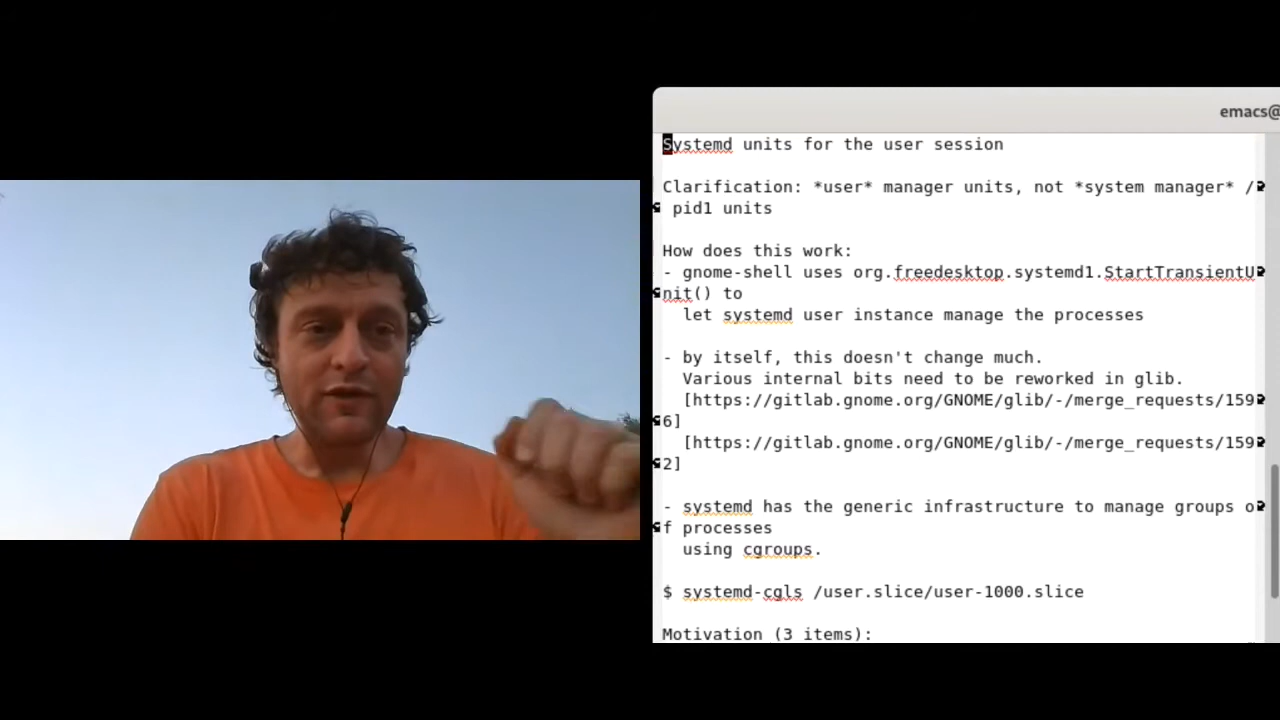 emacs@
Systemd units for the user session
Clarification: *user* manager units, not *system manager* /
pid1 units
How does this work:
- gnome-shell uses org.freedesktop.systemd1.StartTransientU
nit() to
let systemd user instance manage the processes
- by itself, this doesn't change much.
Various internal bits need to be reworked in glib.
[https://gitlab.gnome.org/GNOME/glib/-/merge_requests/159
6]
[https://gitlab.gnome.org/GNOME/glib/-/merge_requests/159
2]
- systemd has the generic infrastructure to manage groups o
f processes
using cgroups.
$ systemd-cgls /user.slice/user-1000.slice
Motivation (3 items):